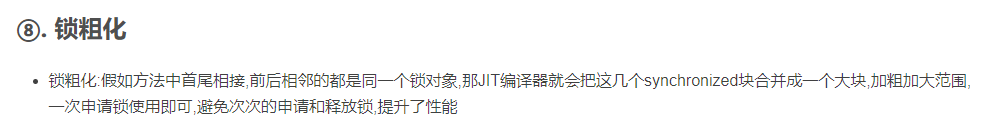 ⑧. 锁粗化
锁粗化:假如方法中首尾相接,前后相邻的都是同一个锁对象,那JIT编译器就会把这几个synchronized块合并成一个大块,加粗加大范围,
一次申请锁使用即可,避免次次的申请和释放锁,提升了性能